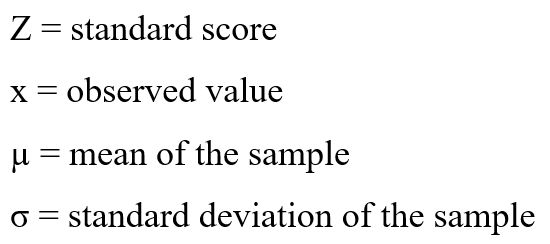 Z = standard score
x = observed value
μ = mean of the sample
σ = standard deviation of the sample